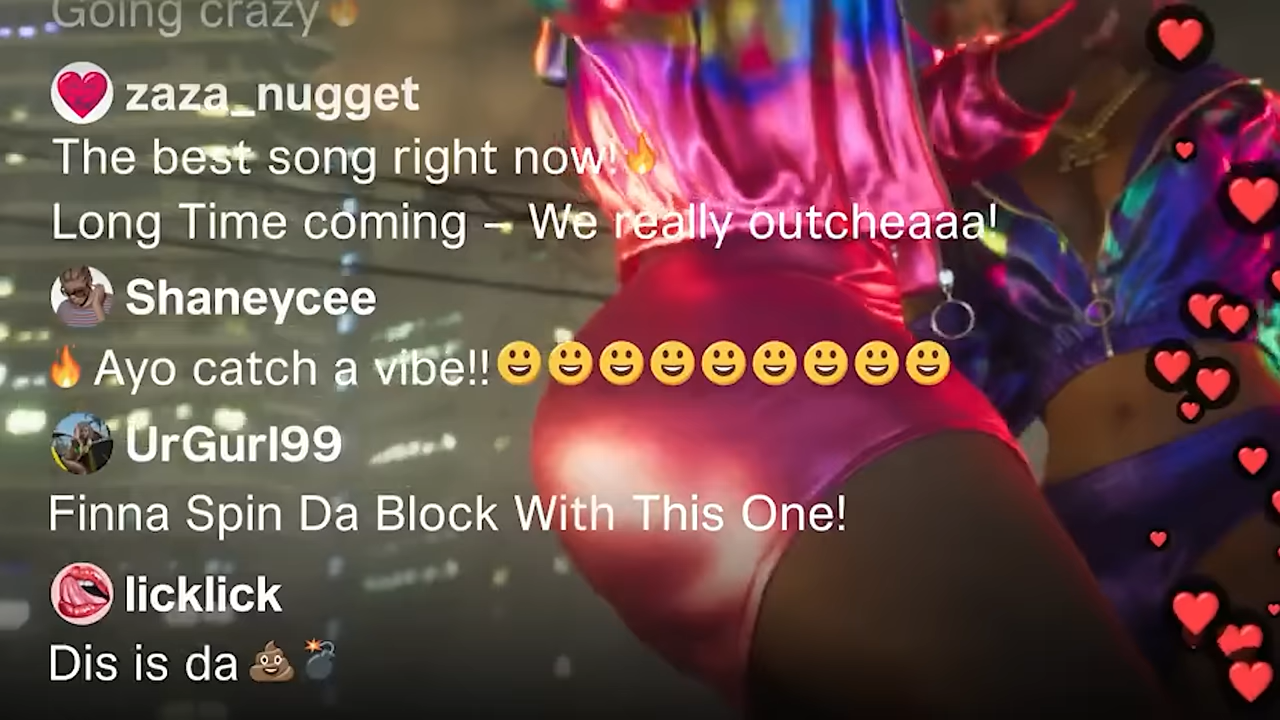 Going crazy🔥
zaza_nugget
The best song right now!🔥
Long Time coming – We really outcheaaa!
Shaneycee
🔥Ayo catch a vibe!!😀😀😀😀😀😀😀😀😀
UrGurl99
Finna Spin Da Block With This One!
licklick
Dis is da💩💣